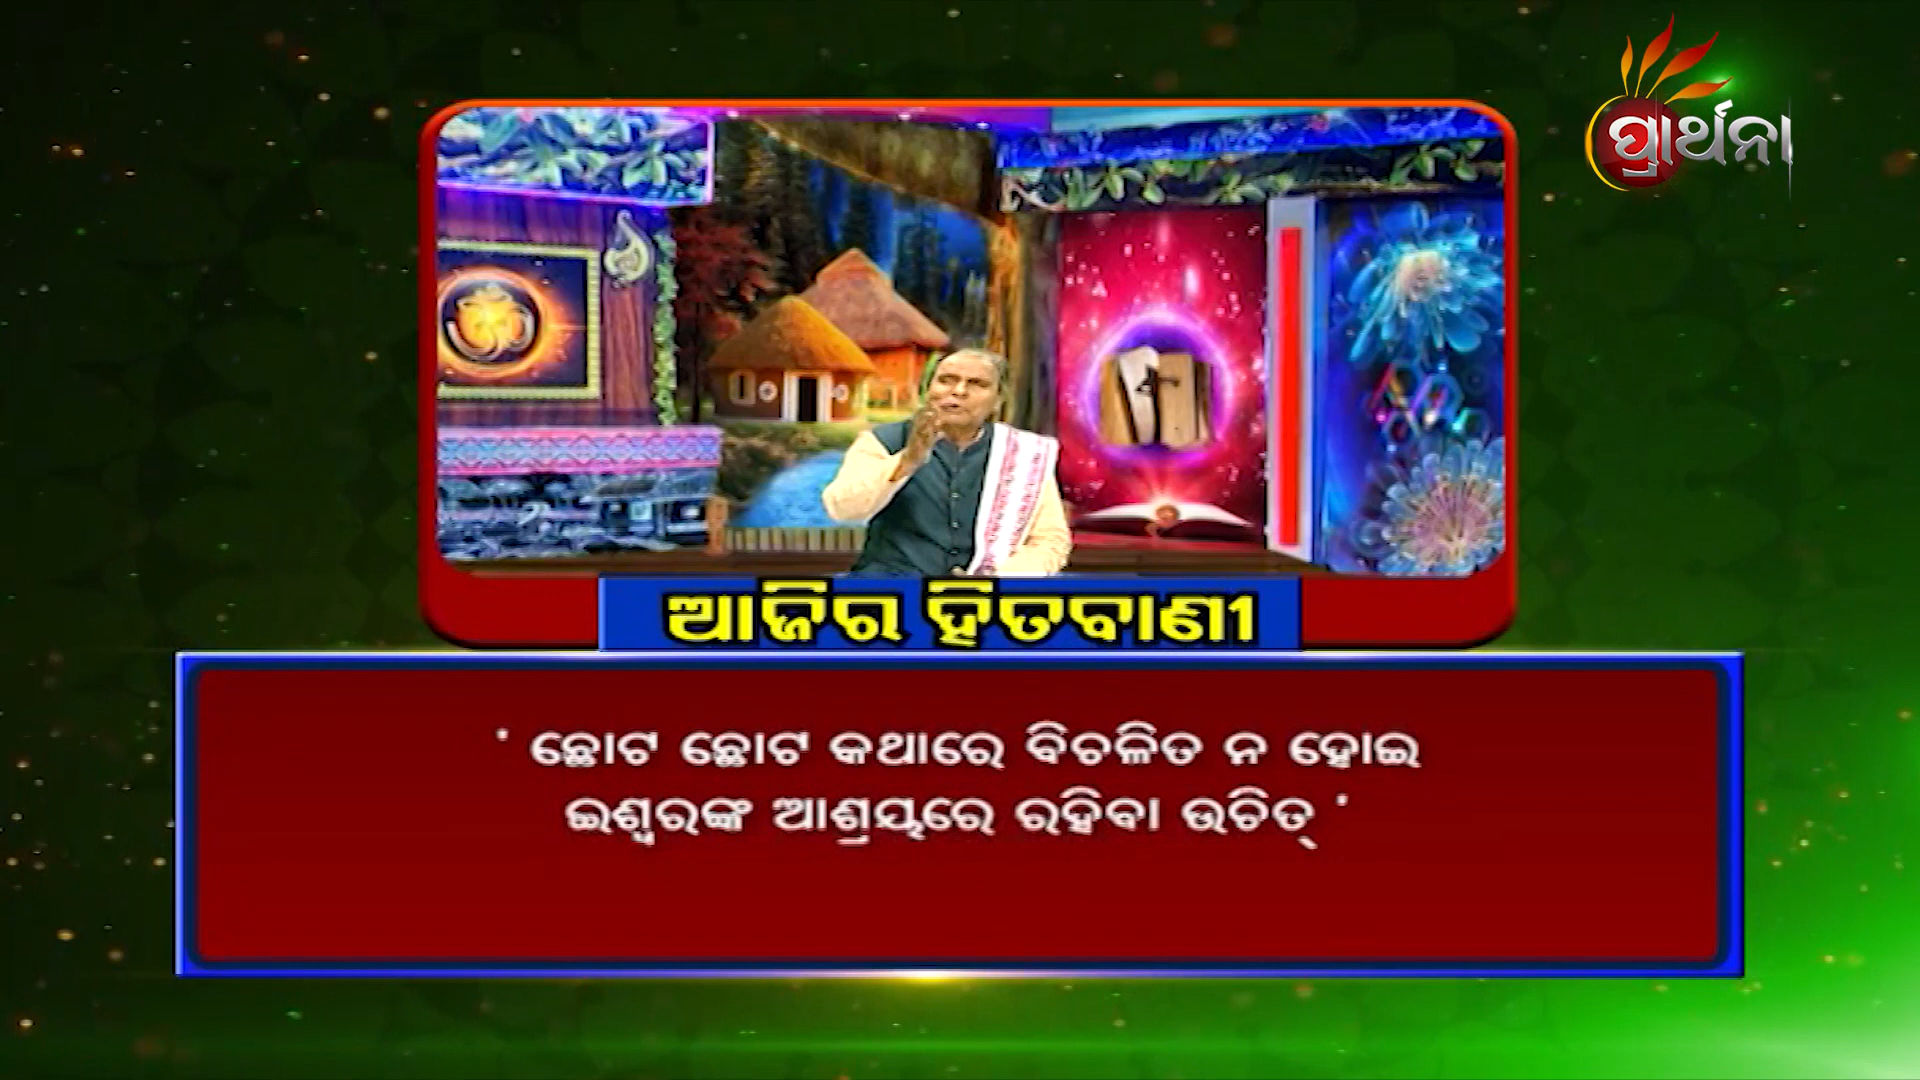 ପ୍ରାର୍ଥନା
ଆଜିର ହିତବାଣୀ
' ଛୋଟ ଛୋଟ କଥାରେ ବିଚଳିତ ନ ହୋଇ
ଇଶ୍ୱରଙ୍କ ଆଶ୍ରୟରେ ରହିବା ଉଚିତ୍ '